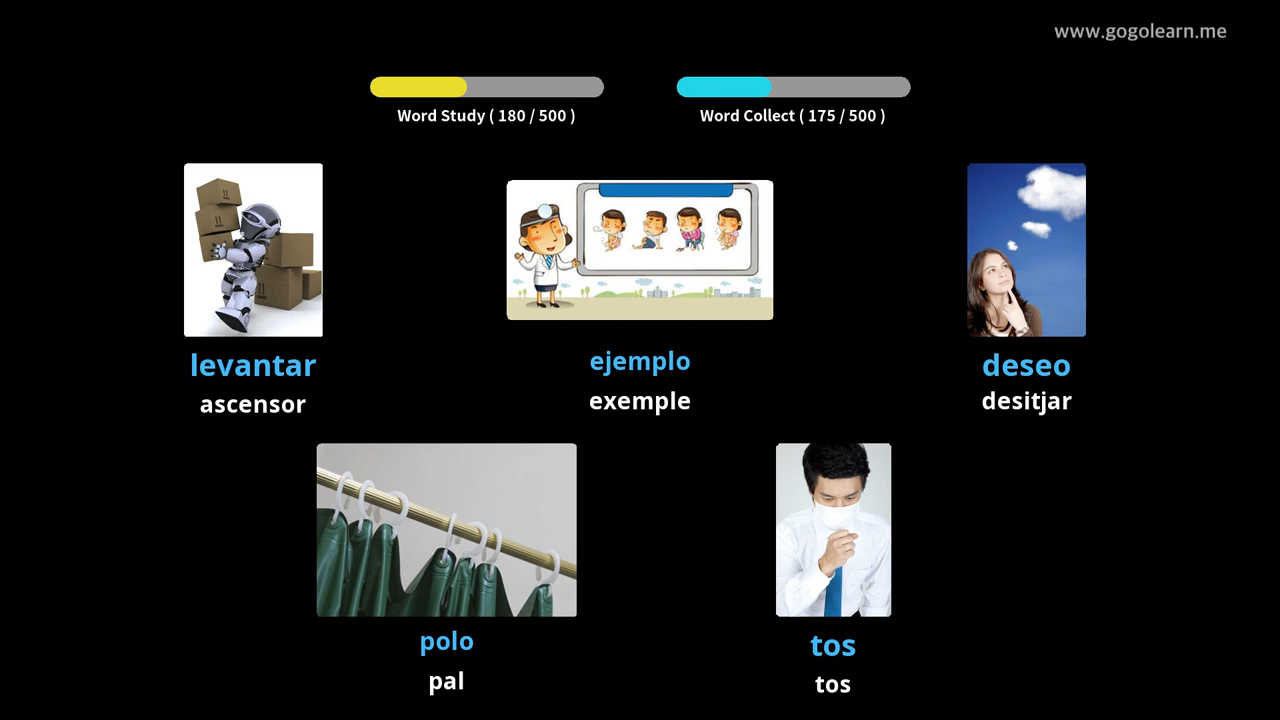 www.gogolearn.me
Word Study ( 180 / 500 )
Word Collect ( 175 / 500 )
levantar
ascensor
ejemplo
exemple
deseo
desitjar
polo
pal
tos
tos